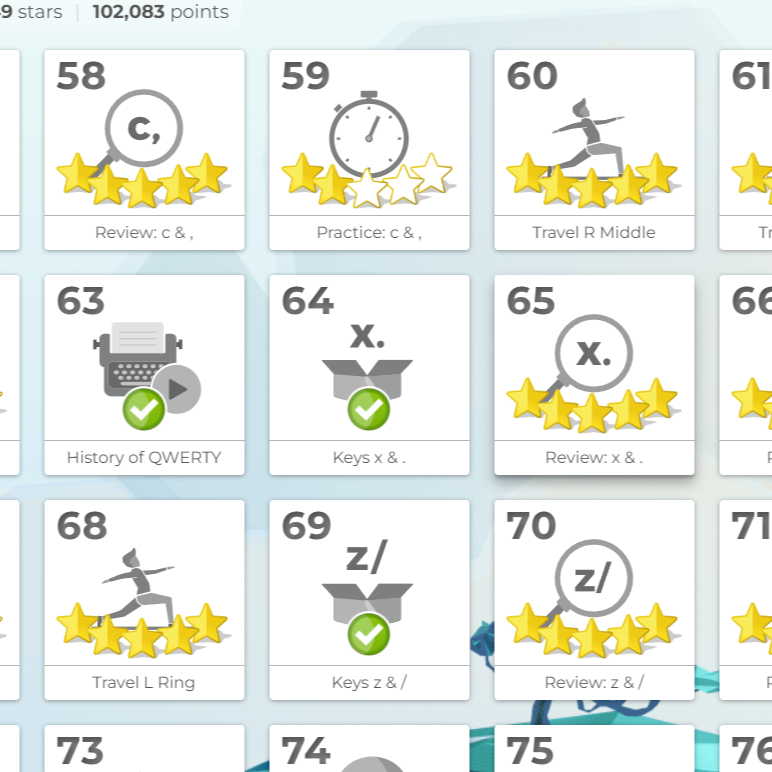 9 stars | 102,083 points
58
59
60
61
c,
Review: c & ,
Practice: c & ,
Travel R Middle
63
64
65
66
x.
x.
History of QWERTY
Keys x & .
Review: x & .
68
69
70
71
z/
z/
Travel L Ring
Keys z & /
Review: z & /
73
74
75
76